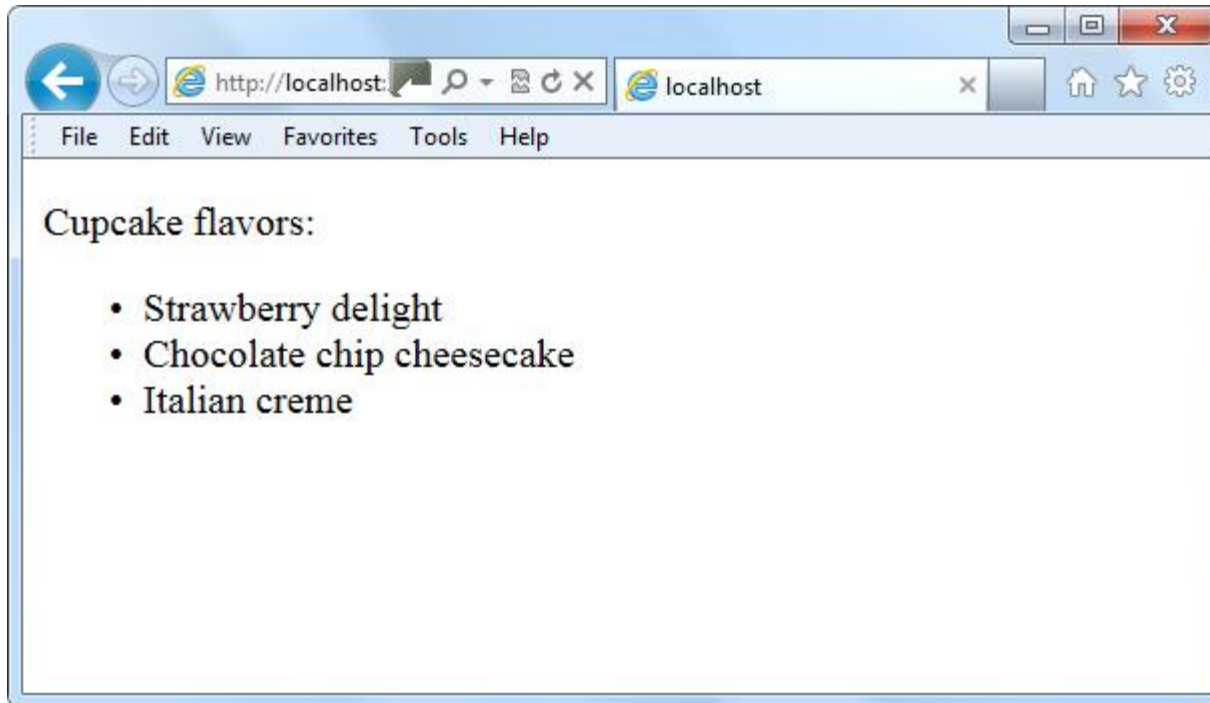 http://localhost:
localhost
File Edit View Favorites Tools Help
Cupcake flavors:
• Strawberry delight
• Chocolate chip cheesecake
• Italian creme